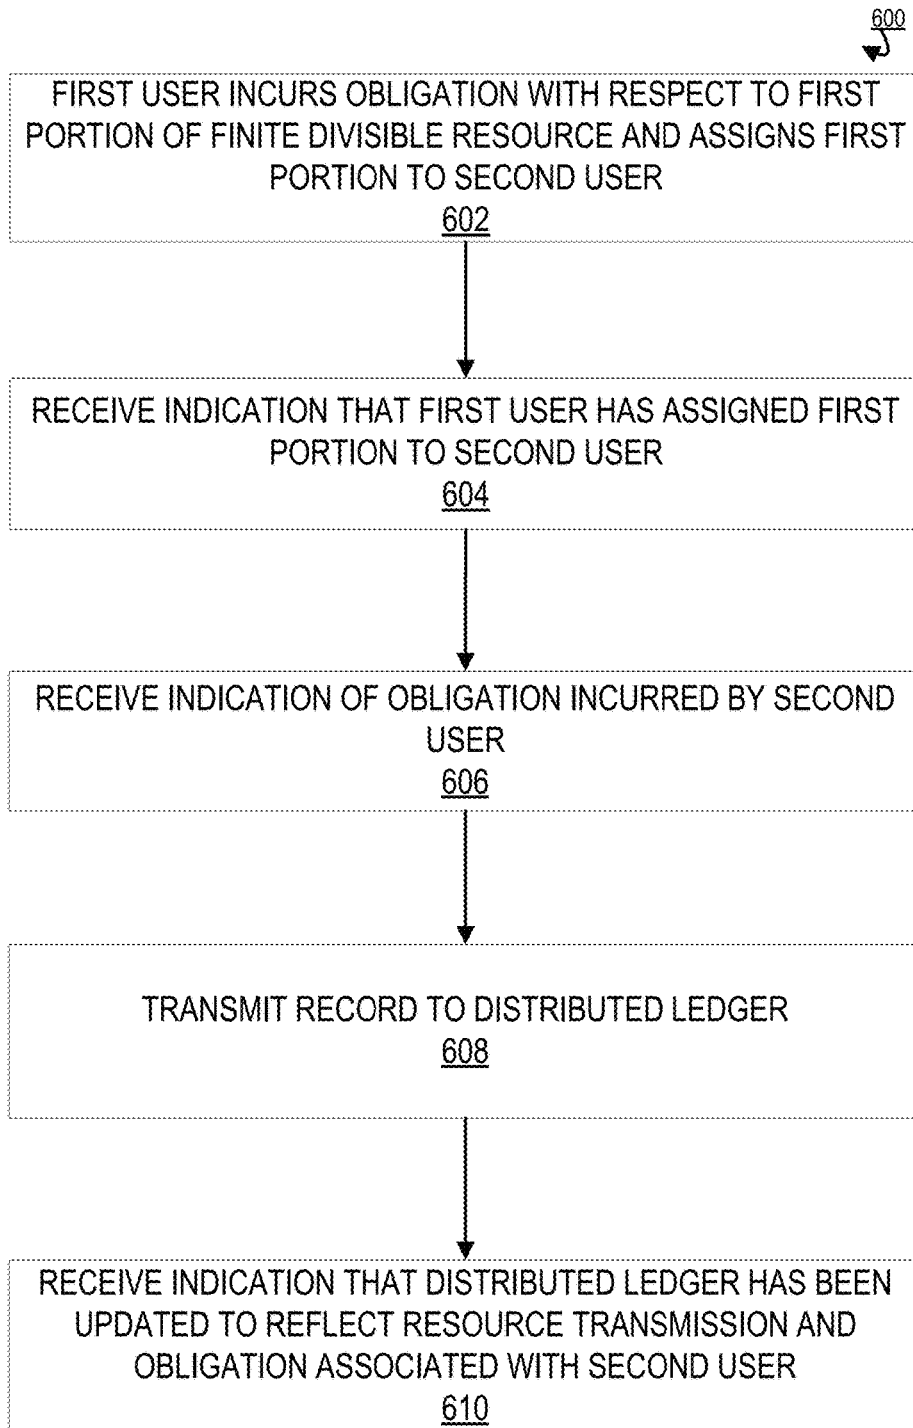 600
FIRST USER INCURS OBLIGATION WITH RESPECT TO FIRST
PORTION OF FINITE DIVISIBLE RESOURCE AND ASSIGNS FIRST
PORTION TO SECOND USER
602
RECEIVE INDICATION THAT FIRST USER HAS ASSIGNED FIRST
PORTION TO SECOND USER
604
RECEIVE INDICATION OF OBLIGATION INCURRED BY SECOND
USER
606
TRANSMIT RECORD TO DISTRIBUTED LEDGER
608
RECEIVE INDICATION THAT DISTRIBUTED LEDGER HAS BEEN
UPDATED TO REFLECT RESOURCE TRANSMISSION AND
OBLIGATION ASSOCIATED WITH SECOND USER
610